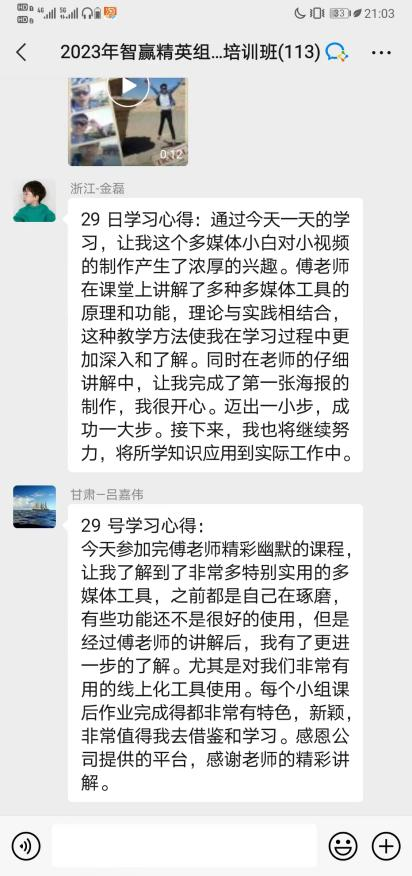 21:03
2023年智赢精英组...培训班(113)
0:12
浙江-金磊
29 日学习心得：通过今天一天的学
习，让我这个多媒体小白对小视频
的制作产生了浓厚的兴趣。傅老师
在课堂上讲解了多种多媒体工具的
原理和功能，理论与实践相结合，
这种教学方法使我在学习过程中更
加深入和了解。同时在老师的仔细
讲解中，让我完成了第一张海报的
制作，我很开心。迈出一小步，成
功一大步。接下来，我也将继续努
力，将所学知识应用到实际工作中。
甘肃—吕嘉伟
29 号学习心得：
今天参加完傅老师精彩幽默的课程，
让我了解到了非常多特别实用的多
媒体工具，之前都是自己在琢磨，
有些功能还不是很好的使用，但是
经过傅老师的讲解后，我有了更进
一步的了解。尤其是对我们非常有
用的线上化工具使用。每个小组课
后作业完成得都非常有特色，新颖，
非常值得我去借鉴和学习。感恩公
司提供的平台，感谢老师的精彩讲
解。